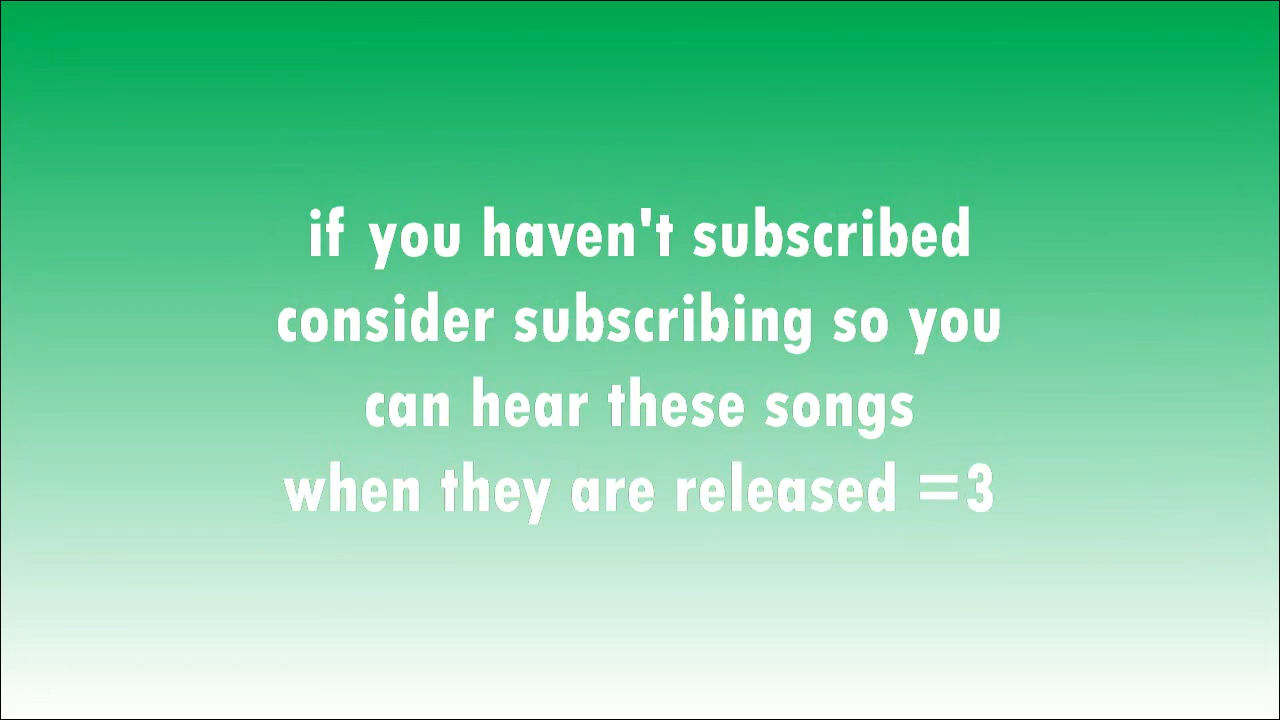 if you haven't subscribed
consider subscribing so you
can hear these songs
when they are released =3